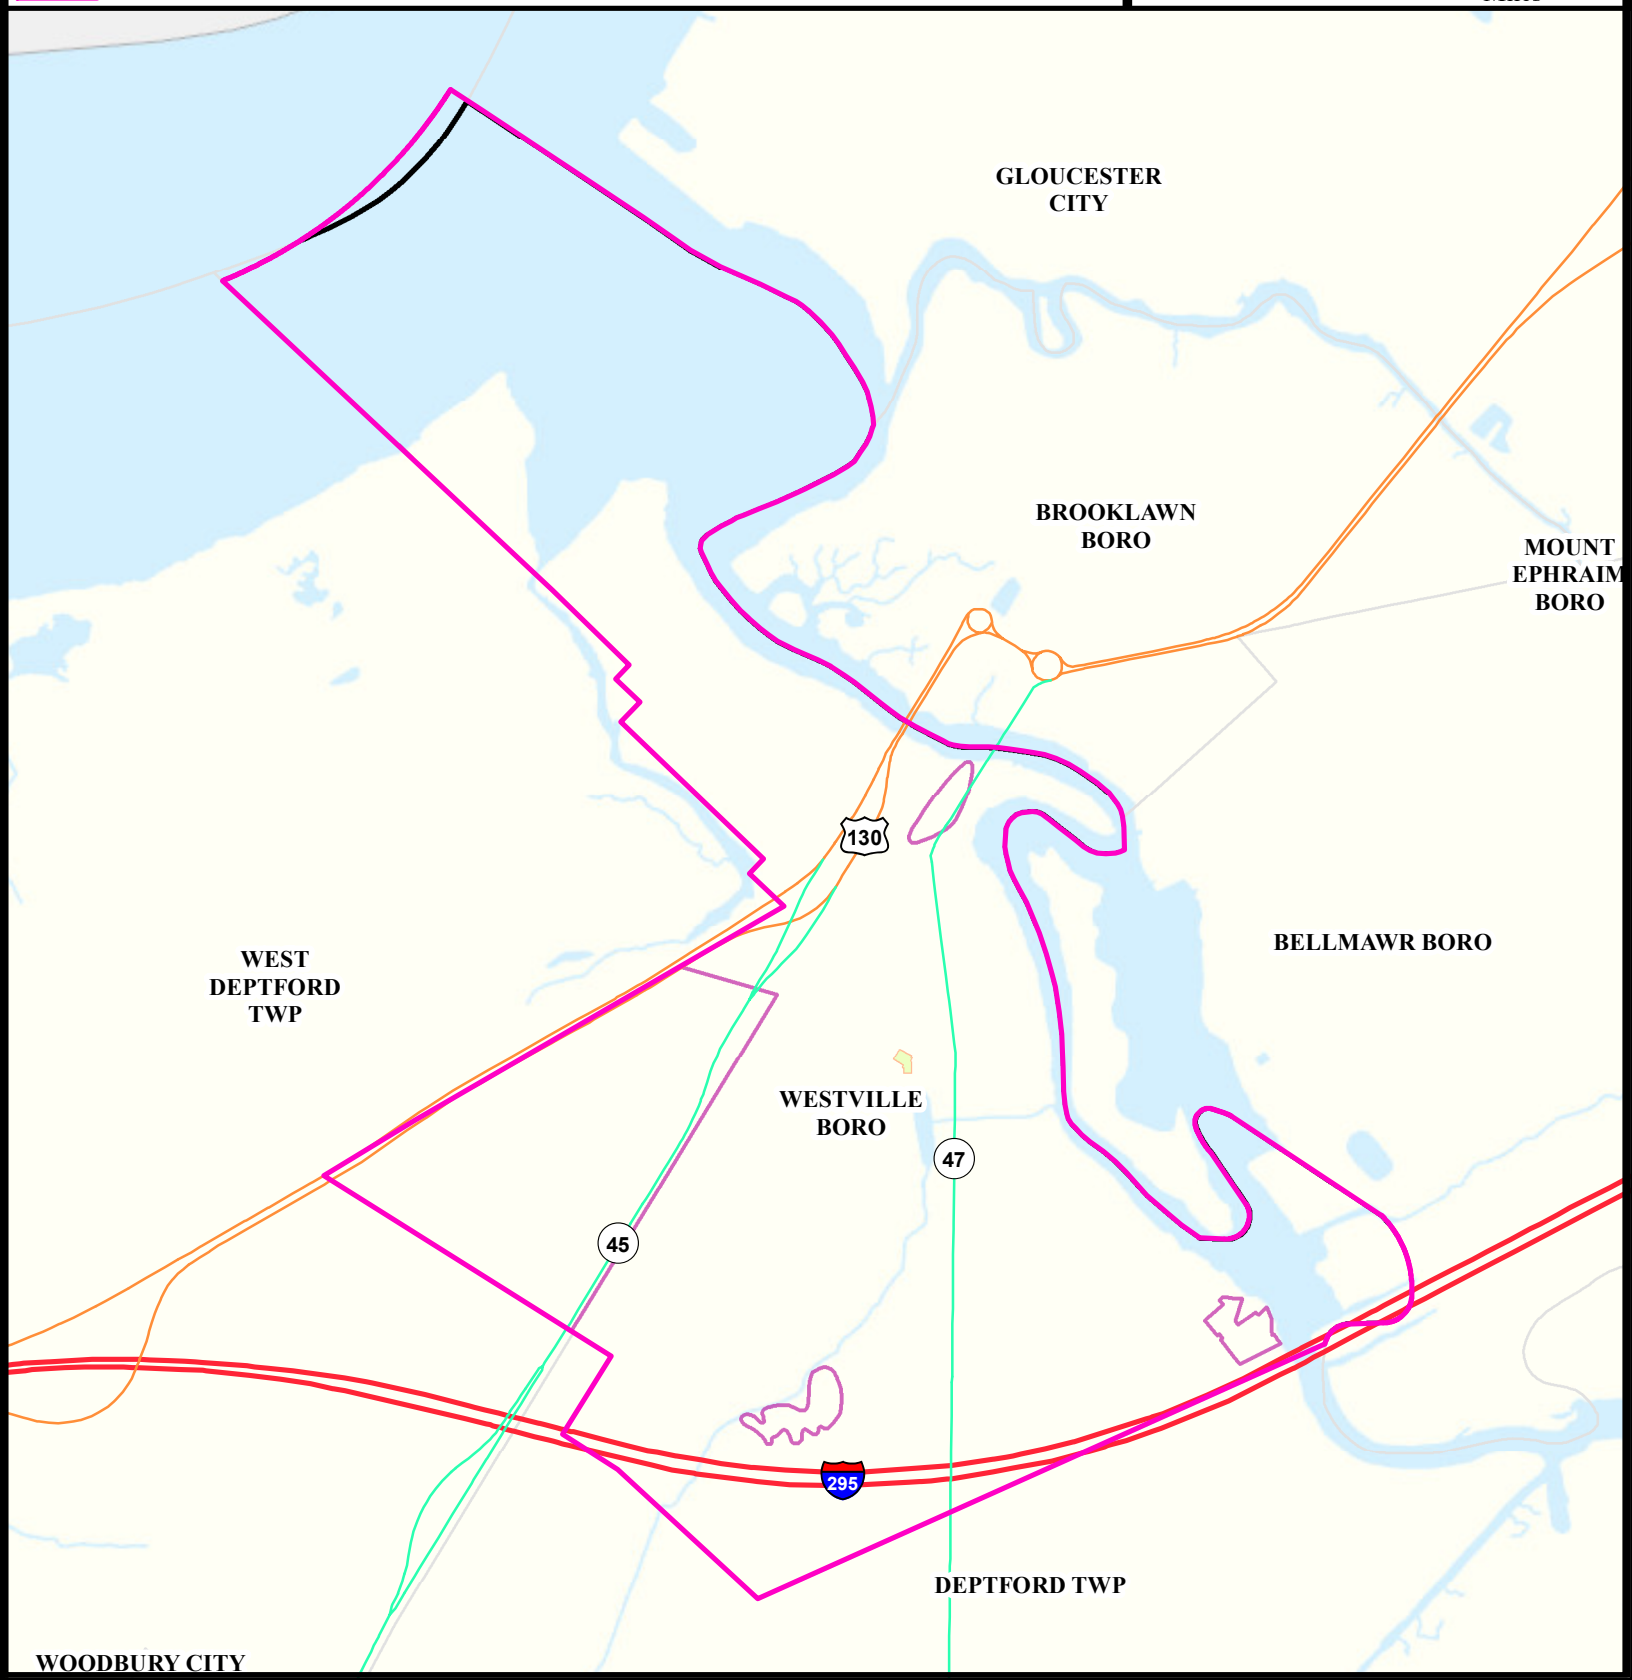 GLOUCESTER
CITY
BROOKLAWN
BORO
MOUNT
EPHRAIM
BORO
130
BELLMAWR BORO
WEST
DEPTFORD
TWP
WESTVILLE
BORO
47
45
295
DEPTFORD TWP
WOODBURY CITY